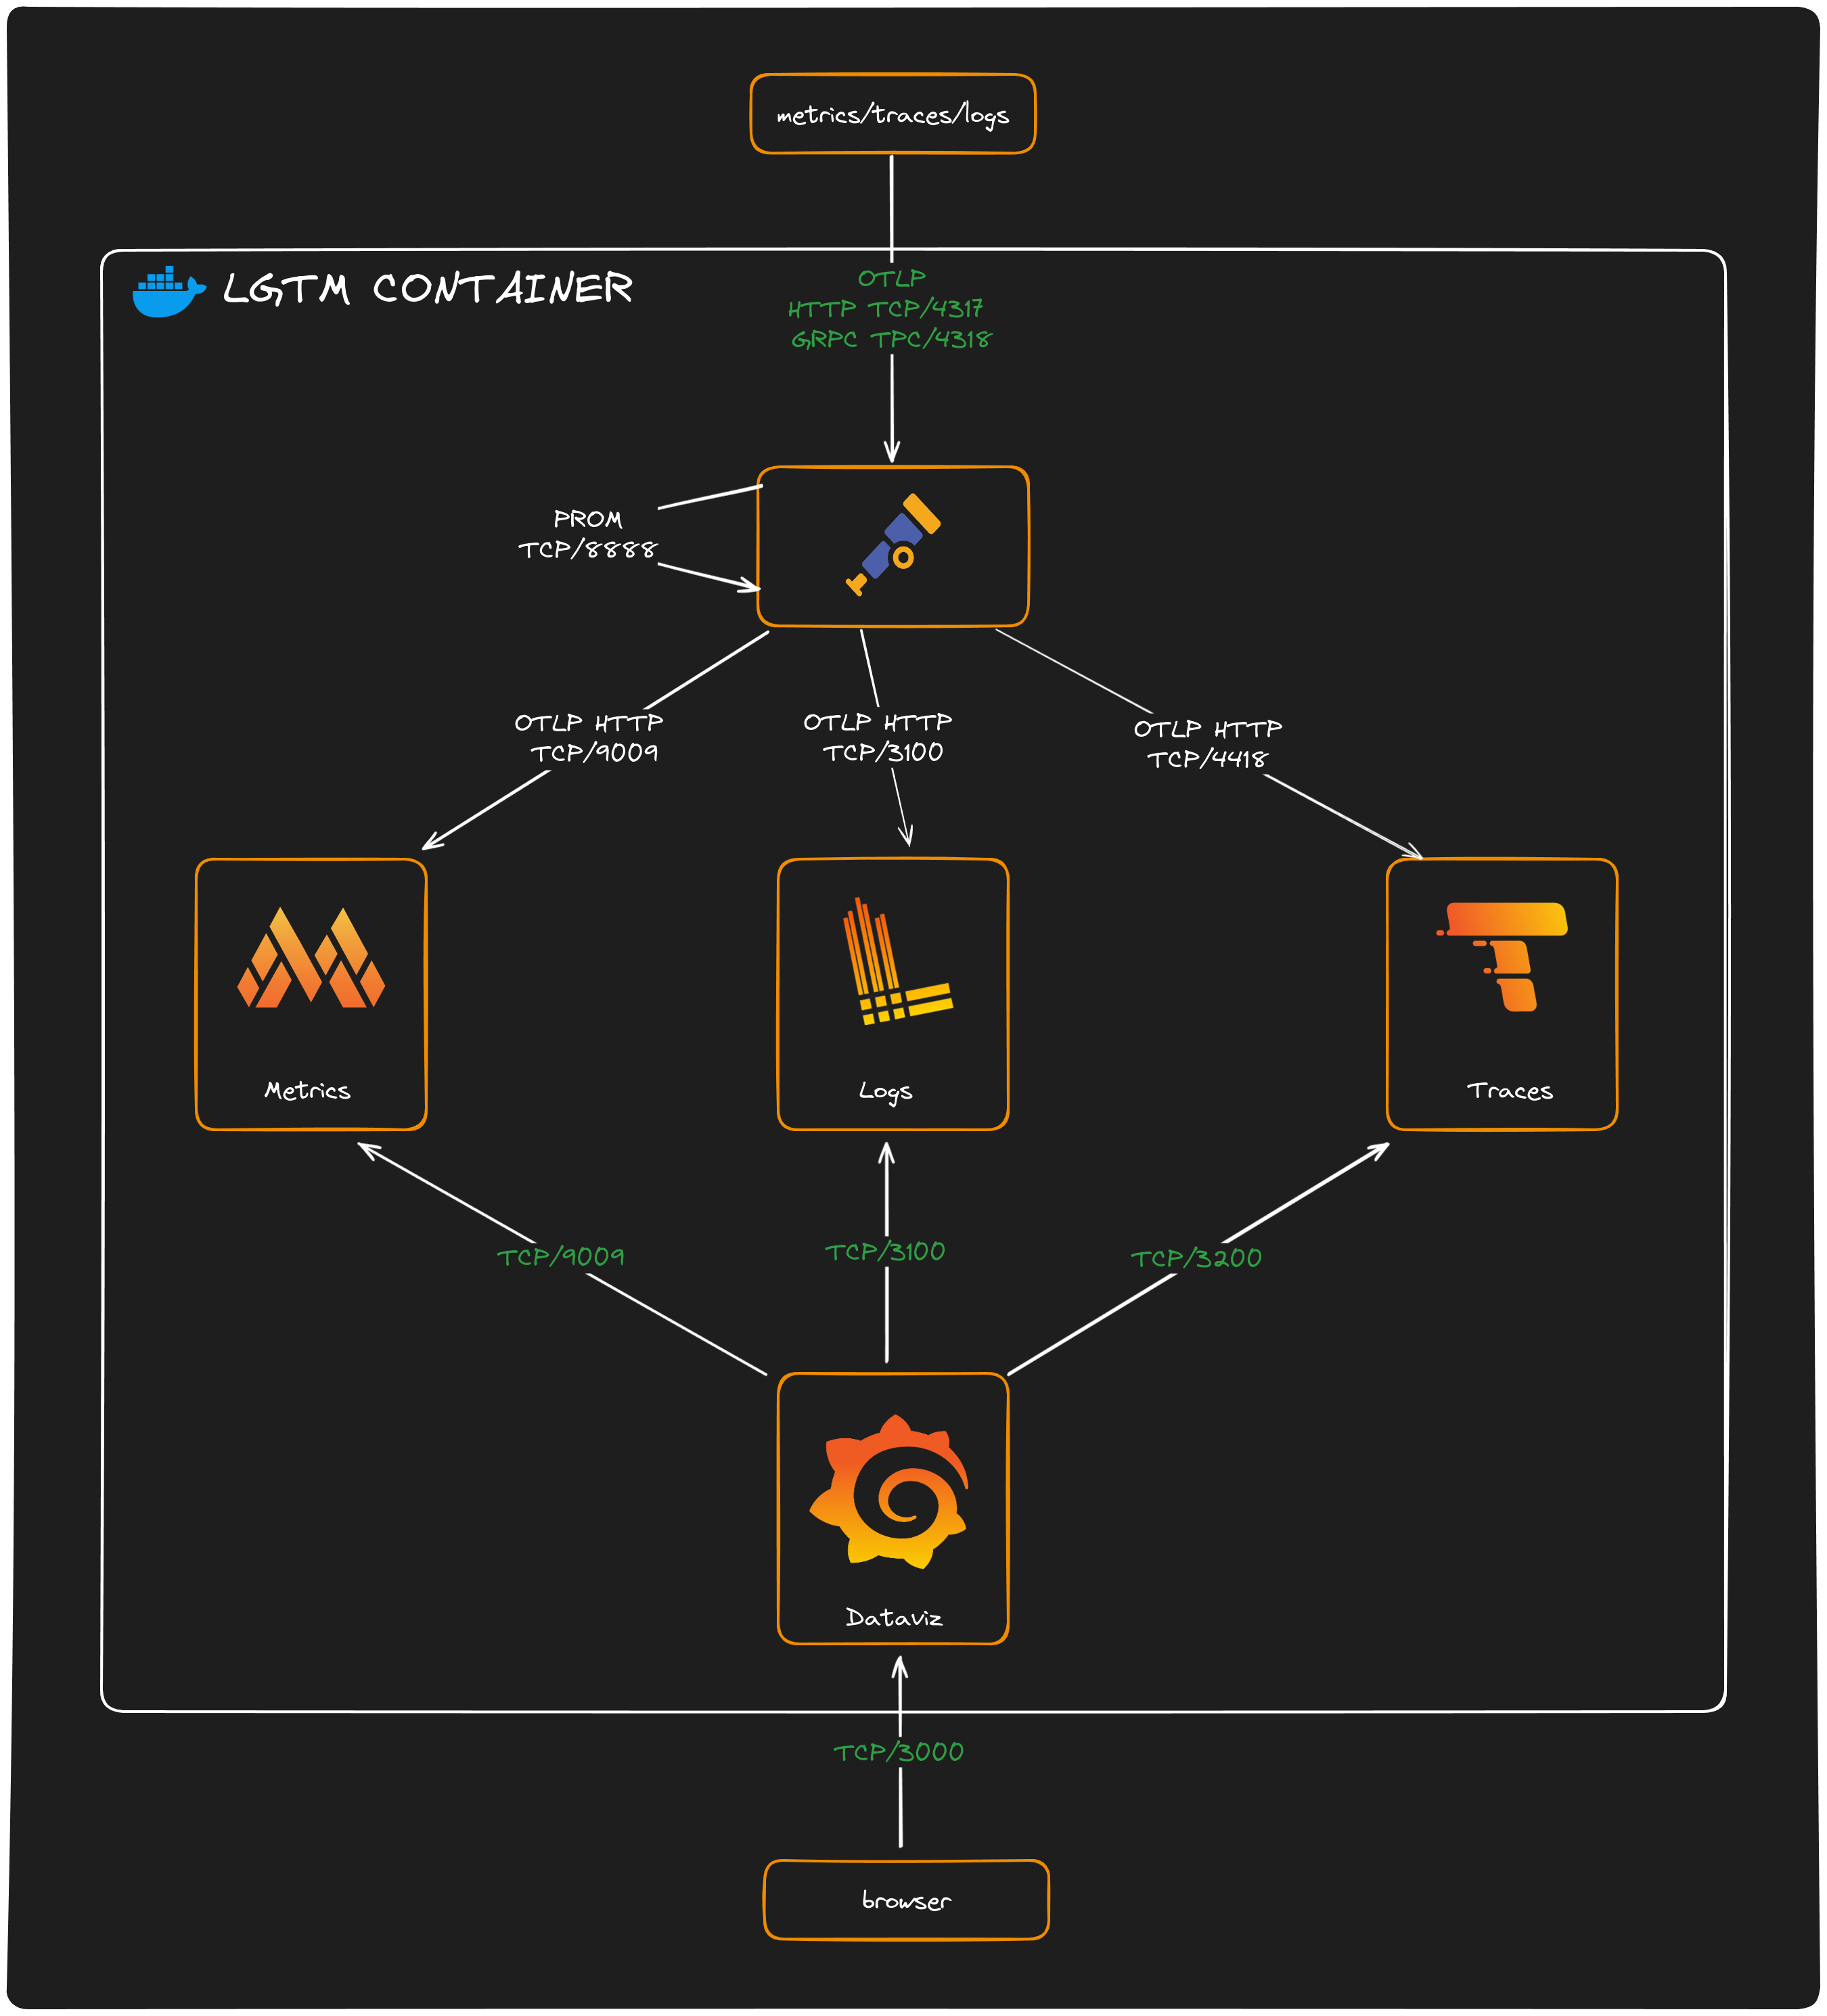 metrics/traces/logs
LGTM CONTAINER
OTLP
HTTP TCP/4317
GRPC TPC/4318
PROM
TCP/8888
OTLP HTTP
TCP/9009
OTLP HTTP
TCP/3100
OTLP HTTP
TCP/4418
Metrics
Logs
Traces
TCP/9009
TCP/3100
TCP/3200
Dataviz
TCP/3000
browser